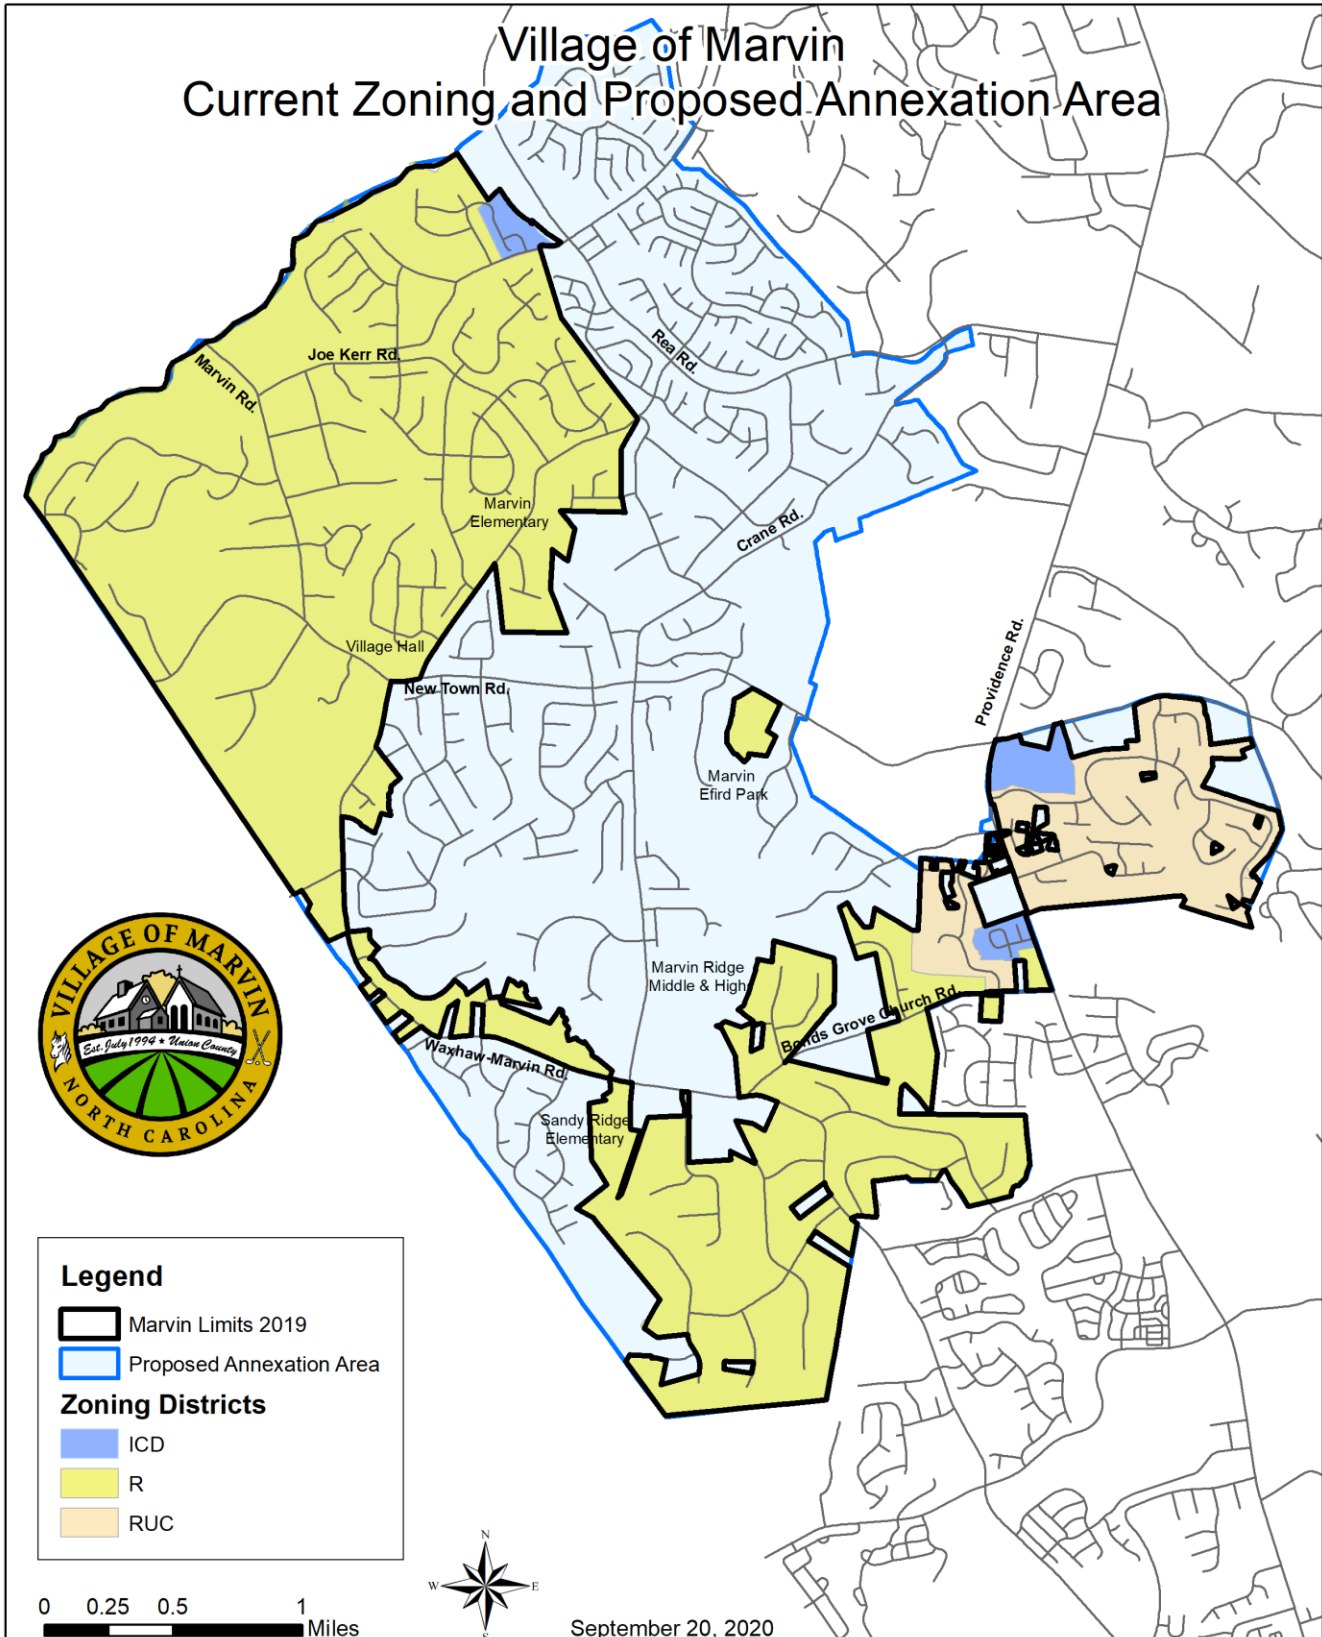 Village of Marvin
Current Zoning and Proposed Annexation Area
Rea Rd.
Joe Kerr Rd.
Marvin Rd.
Marvin
Elementary
Crane Rd.
Village Hall
New Town Rd.
Providence Rd.
Marvin
Efird Park
Marvin Ridge
Middle & High
Bonds Grove Church Rd.
Waxhaw-Marvin Rd.
Sandy Ridge
Elementary
VILLAGE OF MARVIN
Est. July 1994 ★ Union County
NORTH CAROLINA
Legend
Marvin Limits 2019
Proposed Annexation Area
Zoning Districts
ICD
R
RUC
N
W
E
S
0 0.25 0.5 1
Miles
September 20, 2020